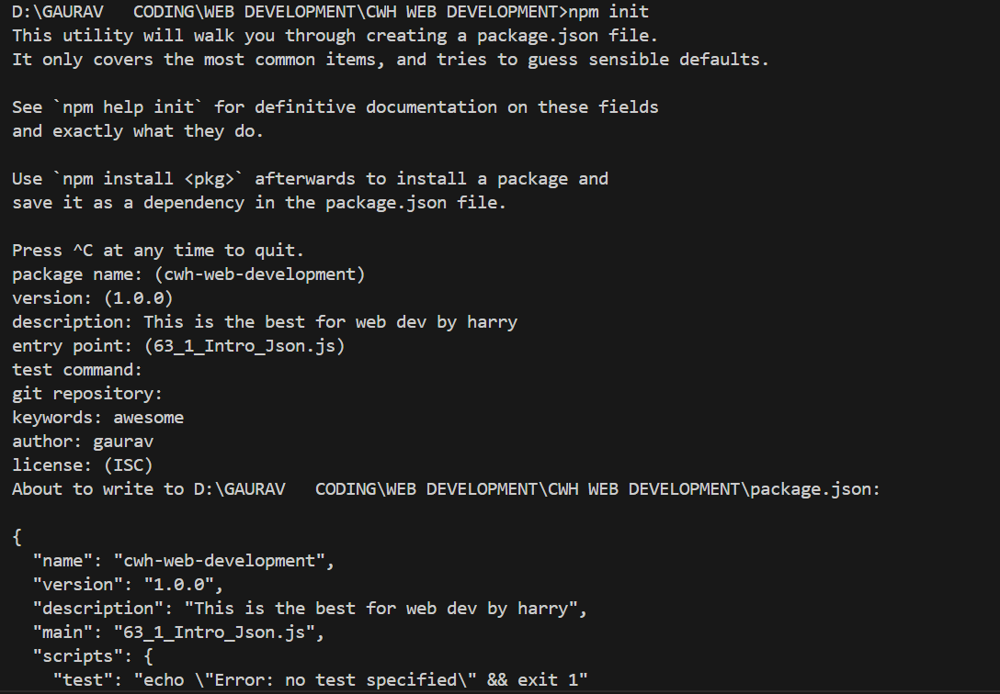 D:\GAURAV   CODING\WEB DEVELOPMENT\CWH WEB DEVELOPMENT>npm init
This utility will walk you through creating a package.json file.
It only covers the most common items, and tries to guess sensible defaults.

See `npm help init` for definitive documentation on these fields
and exactly what they do.

Use `npm install <pkg>` afterwards to install a package and
save it as a dependency in the package.json file.

Press ^C at any time to quit.
package name: (cwh-web-development)
version: (1.0.0)
description: This is the best for web dev by harry
entry point: (63_1_Intro_Json.js)
test command:
git repository:
keywords: awesome
author: gaurav
license: (ISC)
About to write to D:\GAURAV   CODING\WEB DEVELOPMENT\CWH WEB DEVELOPMENT\package.json:

{
  "name": "cwh-web-development",
  "version": "1.0.0",
  "description": "This is the best for web dev by harry",
  "main": "63_1_Intro_Json.js",
  "scripts": {
    "test": "echo \"Error: no test specified\" && exit 1"